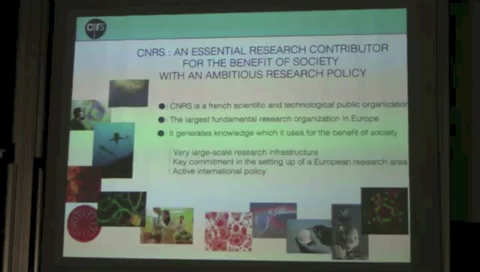 CNRS
CNRS : AN ESSENTIAL RESEARCH CONTRIBUTOR
FOR THE BENEFIT OF SOCIETY
WITH AN AMBITIOUS RESEARCH POLICY
CNRS is a french scientific and technological public organization
The largest fundamental research organization in Europe
It generates knowledge which it uses for the benefit of society
Very large-scale research infrastructure
Key commitment in the setting up of a European research area
Active international policy